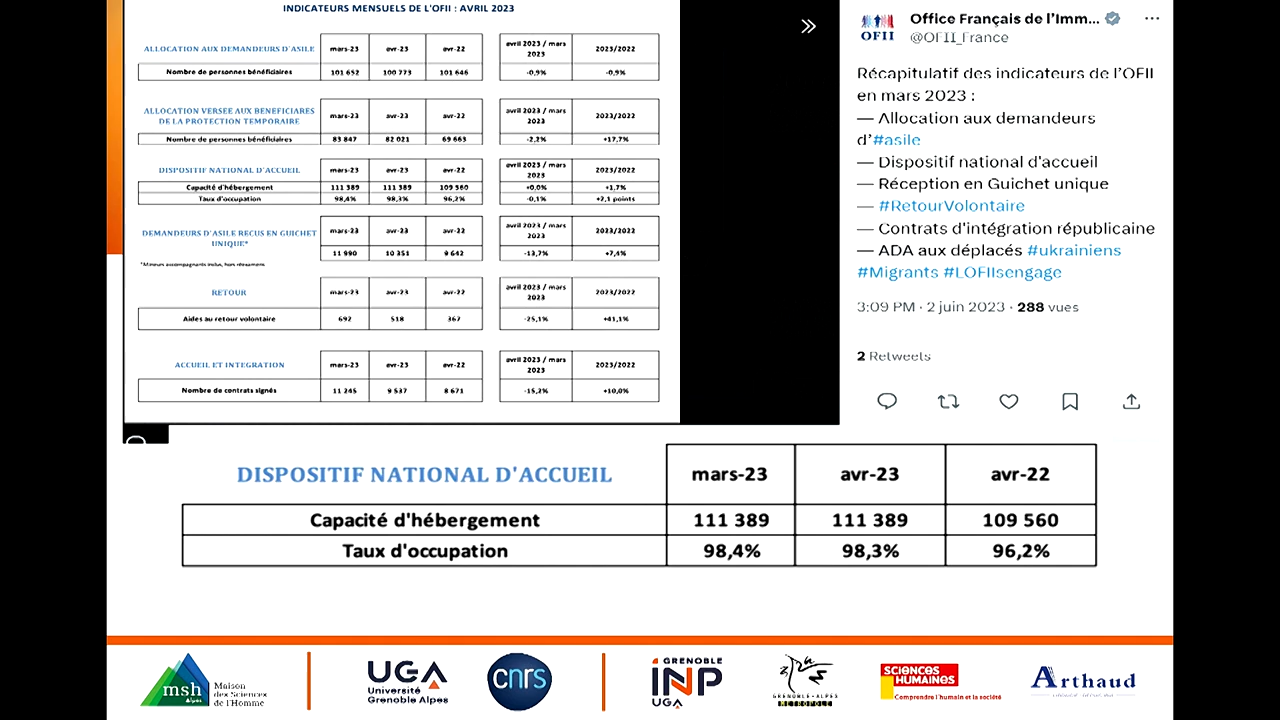 INDICATEURS MENSUELS DE L'OFII : AVRIL 2023
ALLOCATION AUX DEMANDEURS D'ASILE mars-23 avr-23 avr-22 avril 2023 / mars 2023 2023/2022
Nombre de personnes bénéficiaires 101 652 100 773 101 646 -0,9% -0,9%
ALLOCATION VERSEE AUX BENEFICIAIRES DE LA PROTECTION TEMPORAIRE mars-23 avr-23 avr-22 avril 2023 / mars 2023 2023/2022
Nombre de personnes bénéficiaires 83 847 82 021 69 663 -2,2% +17,7%
DISPOSITIF NATIONAL D'ACCUEIL mars-23 avr-23 avr-22 avril 2023 / mars 2023 2023/2022
Capacité d'hébergement 111 389 111 389 109 560 +0,0% +1,7%
Taux d'occupation 98,4% 98,3% 96,2% -0,1% +2,1 points
DEMANDEURS D'ASILE RECUS EN GUICHET UNIQUE* mars-23 avr-23 avr-22 avril 2023 / mars 2023 2023/2022
11 990 10 351 9 642 -13,7% +7,4%
*Mineurs accompagnants inclus, hors réexamens
RETOUR mars-23 avr-23 avr-22 avril 2023 / mars 2023 2023/2022
Aides au retour volontaire 692 518 367 -25,1% +41,1%
ACCUEIL ET INTEGRATION mars-23 avr-23 avr-22 avril 2023 / mars 2023 2023/2022
Nombre de contrats signés 11 245 9 537 8 671 -15,2% +10,0%
OFII
Office Français de l'Imm...
@OFII_France
Récapitulatif des indicateurs de l'OFII
en mars 2023 :
— Allocation aux demandeurs
d'#asile
— Dispositif national d'accueil
— Réception en Guichet unique
— #RetourVolontaire
— Contrats d'intégration républicaine
— ADA aux déplacés #ukrainiens
#Migrants #LOFIIsengage
3:09 PM · 2 juin 2023 · 288 vues
2 Retweets
DISPOSITIF NATIONAL D'ACCUEIL mars-23 avr-23 avr-22
Capacité d'hébergement 111 389 111 389 109 560
Taux d'occupation 98,4% 98,3% 96,2%
msh Alpes
Maison
des Sciences
de l'Homme
UGA
Université
Grenoble Alpes
cnrs
GRENOBLE
INP
UGA
GRENOBLE-ALPES
METROPOLE
SCIENCES
HUMAINES
Comprendre l'humain et la société
Arthaud